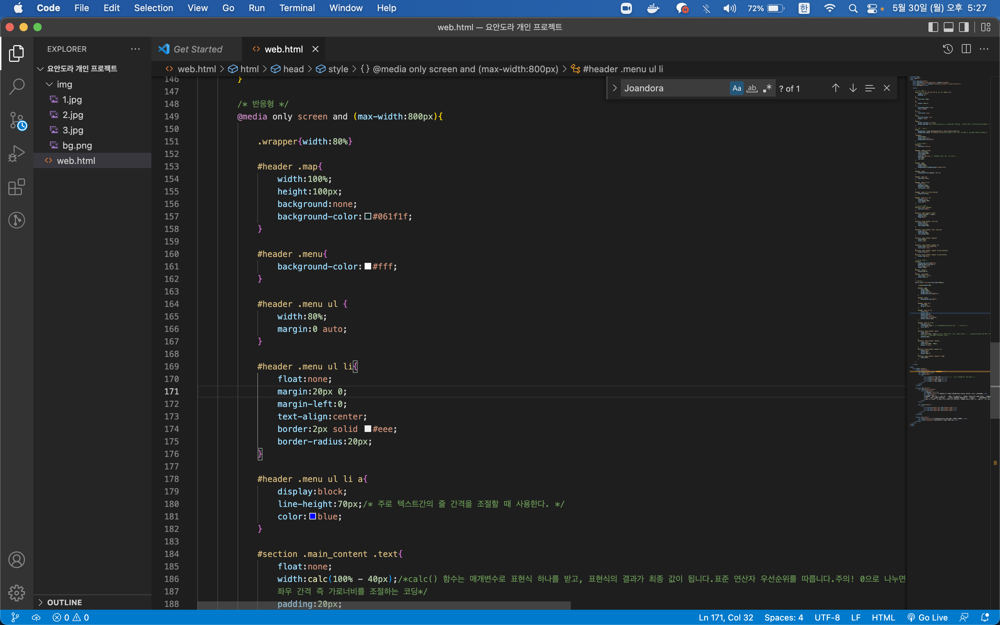 Code File Edit Selection View Go Run Terminal Window Help
72% 한 5월 30일 (월) 오후 5:27
web.html — 요안도라 개인 프로젝트
EXPLORER
요안도라 개인 프로젝트
img
1.jpg
2.jpg
3.jpg
bg.png
web.html
OUTLINE
Get Started web.html
web.html > html > head > style > {} @media only screen and (max-width:800px) > #header .menu ul li
Joandora Aa ab .* ? of 1
146 }
147
148 /* 반응형 */
149 @media only screen and (max-width:800px){
150
151 .wrapper{width:80%}
152
153 #header .map{
154 width:100%;
155 height:100px;
156 background:none;
157 background-color:#061f1f;
158 }
159
160 #header .menu{
161 background-color:#fff;
162 }
163
164 #header .menu ul {
165 width:80%;
166 margin:0 auto;
167 }
168
169 #header .menu ul li{
170 float:none;
171 margin:20px 0;
172 margin-left:0;
173 text-align:center;
174 border:2px solid #eee;
175 border-radius:20px;
176 }
177
178 #header .menu ul li a{
179 display:block;
180 line-height:70px;/* 주로 텍스트간의 줄 간격을 조절할 때 사용한다. */
181 color:blue;
182 }
183
184 #section .main_content .text{
185 float:none;
186 width:calc(100% - 40px);/*calc() 함수는 매개변수로 표현식 하나를 받고, 표현식의 결과가 최종 값이 됩니다.표준 연산자 우선순위를 따릅니다.주의! 0으로 나누면
187 좌우 간격 즉 가로너비를 조절하는 코딩*/
188 padding:20px;
0 0 Ln 171, Col 32 Spaces: 4 UTF-8 LF HTML Go Live